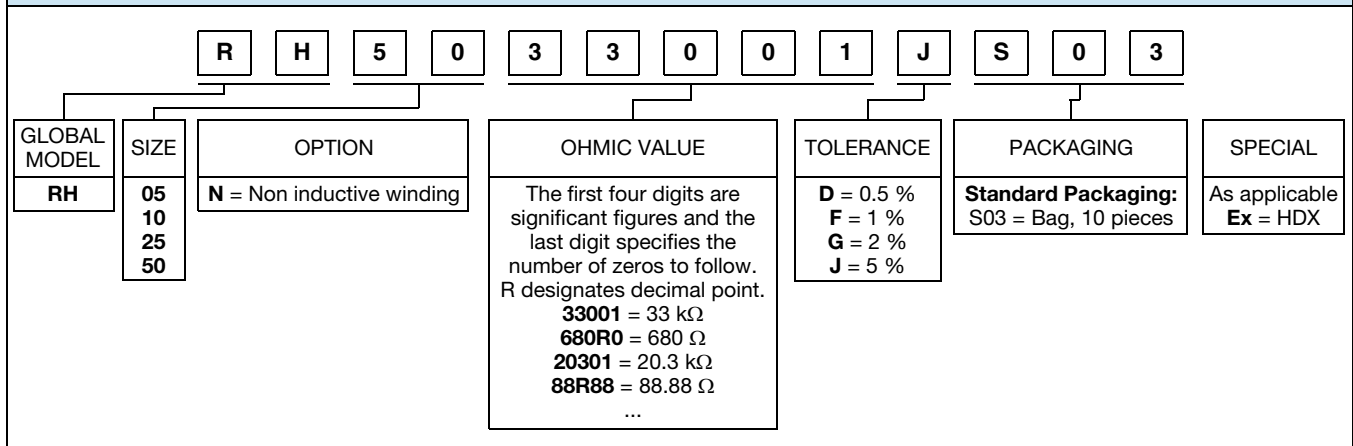 R H 5 0 3 3 0 0 1 J S 0 3
GLOBAL
MODEL
RH
SIZE
05
10
25
50
OPTION
N = Non inductive winding
OHMIC VALUE
The first four digits are
significant figures and the
last digit specifies the
number of zeros to follow.
R designates decimal point.
33001 = 33 kΩ
680R0 = 680 Ω
20301 = 20.3 kΩ
88R88 = 88.88 Ω
...
TOLERANCE
D = 0.5 %
F = 1 %
G = 2 %
J = 5 %
PACKAGING
Standard Packaging:
S03 = Bag, 10 pieces
SPECIAL
As applicable
Ex = HDX